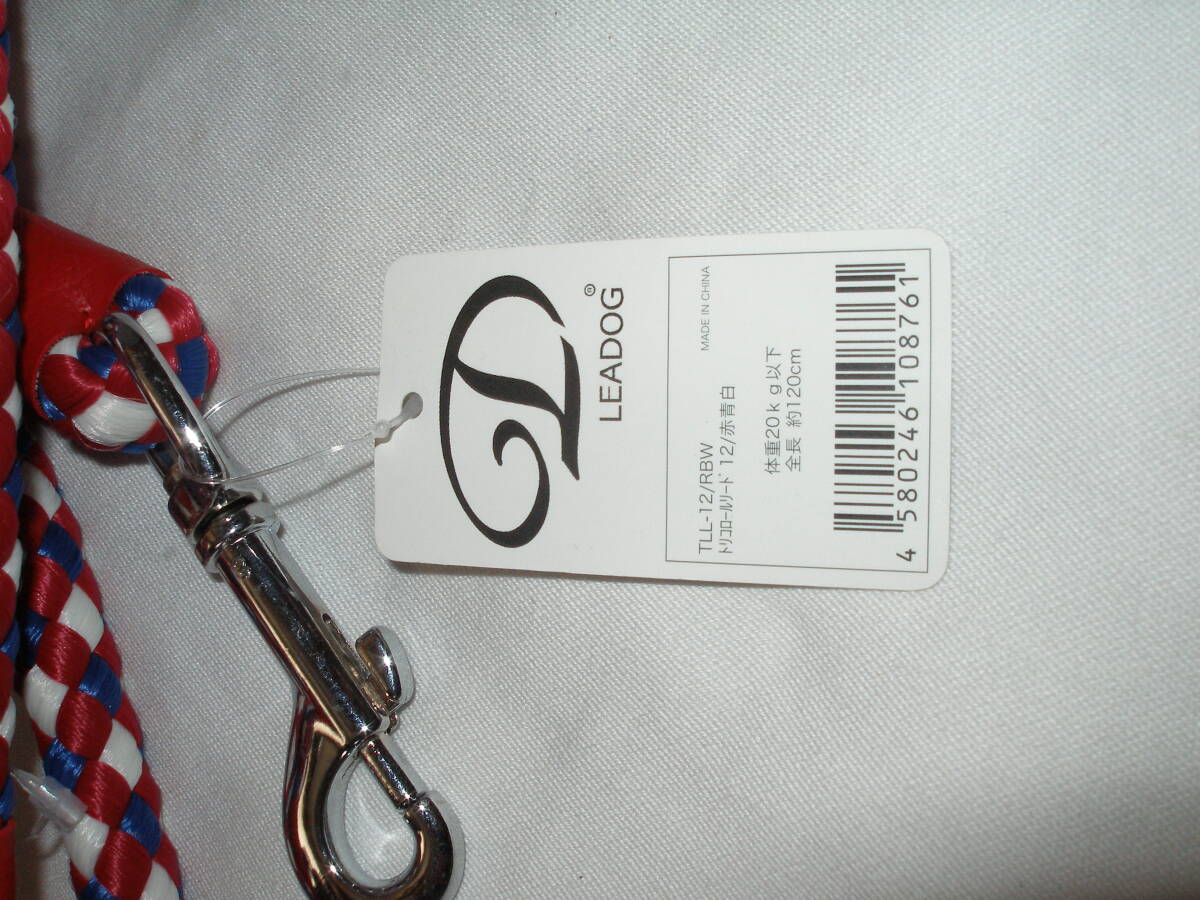 LEADOG®
TLL-12/RBW
ﾄﾘｺﾛｰﾙﾘｰﾄﾞ 12/赤青白
MADE IN CHINA
体重20kg以下
全長 約120cm
4 580246 108761